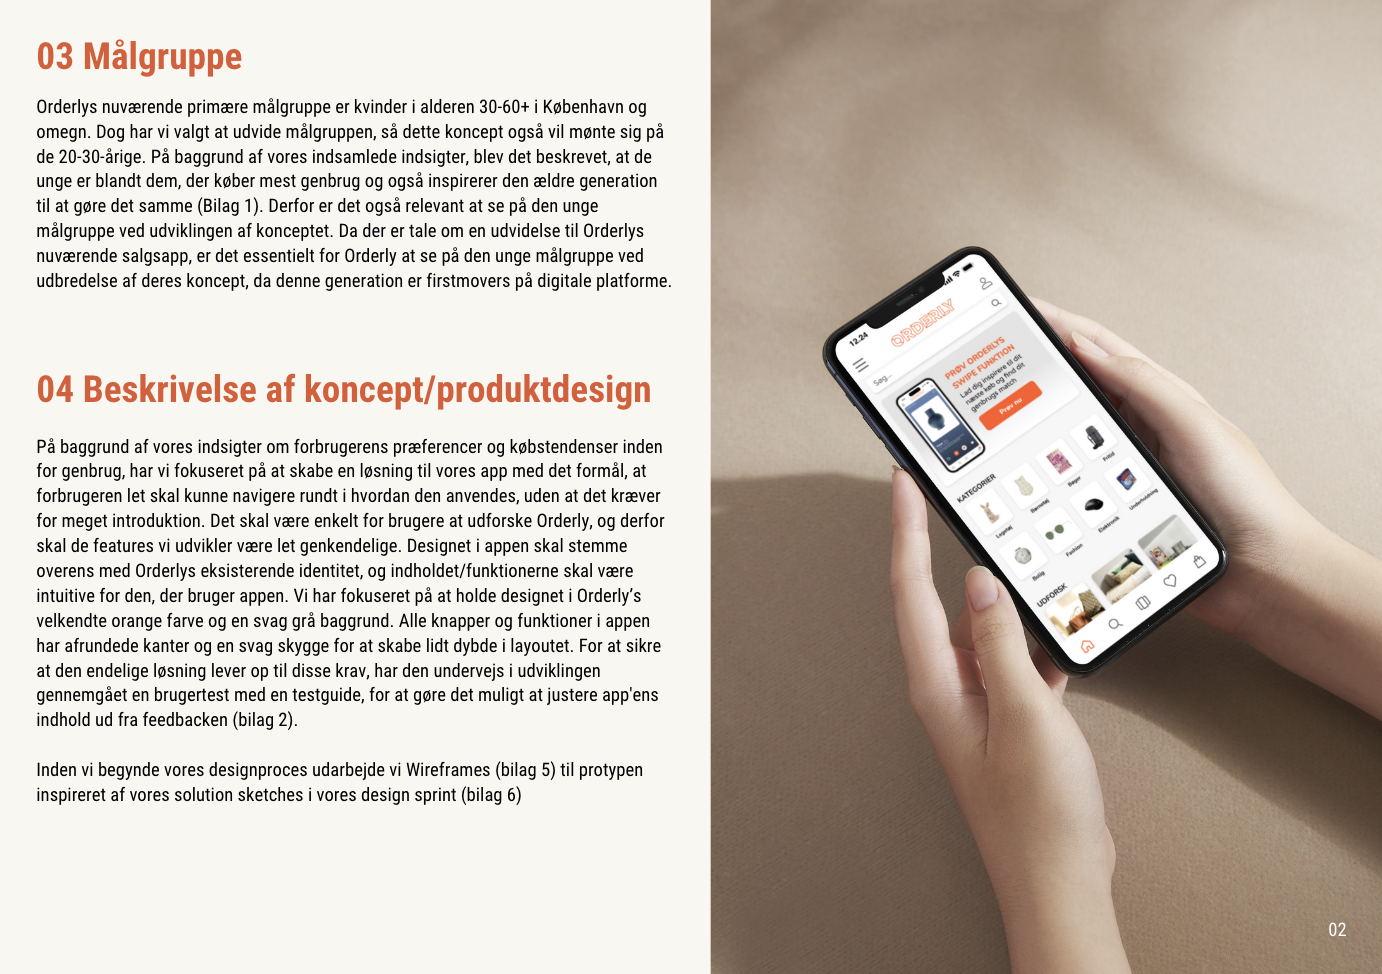 03 Målgruppe
Orderlys nuværende primære målgruppe er kvinder i alderen 30-60+ i København og
omegn. Dog har vi valgt at udvide målgruppen, så dette koncept også vil mønte sig på
de 20-30-årige. På baggrund af vores indsamlede indsigter, blev det beskrevet, at de
unge er blandt dem, der køber mest genbrug og også inspirerer den ældre generation
til at gøre det samme (Bilag 1). Derfor er det også relevant at se på den unge
målgruppe ved udviklingen af konceptet. Da der er tale om en udvidelse til Orderlys
nuværende salgsapp, er det essentielt for Orderly at se på den unge målgruppe ved
udbredelse af deres koncept, da denne generation er firstmovers på digitale platforme.
04 Beskrivelse af koncept/produktdesign
På baggrund af vores indsigter om forbrugerens præferencer og købstendenser inden
for genbrug, har vi fokuseret på at skabe en løsning til vores app med det formål, at
forbrugeren let skal kunne navigere rundt i hvordan den anvendes, uden at det kræver
for meget introduktion. Det skal være enkelt for brugere at udforske Orderly, og derfor
skal de features vi udvikler være let genkendelige. Designet i appen skal stemme
overens med Orderlys eksisterende identitet, og indholdet/funktionerne skal være
intuitive for den, der bruger appen. Vi har fokuseret på at holde designet i Orderly's
velkendte orange farve og en svag grå baggrund. Alle knapper og funktioner i appen
har afrundede kanter og en svag skygge for at skabe lidt dybde i layoutet. For at sikre
at den endelige løsning lever op til disse krav, har den undervejs i udviklingen
gennemgået en brugertest med en testguide, for at gøre det muligt at justere app'ens
indhold ud fra feedbacken (bilag 2).
Inden vi begynde vores designproces udarbejde vi Wireframes (bilag 5) til protypen
inspireret af vores solution sketches i vores design sprint (bilag 6)
12.24
ORDERLY
Søg...
PRØV ORDERLYS
SWIPE FUNKTION
Lad dig inspirere til dit
næste køb og find dit
genbrugs match
Prøv nu
KATEGORIER
Legetøj
Børnetøj
Bøger
Fritid
Bolig
Fashion
Elektronik
Underholdning
UDFORSK
02